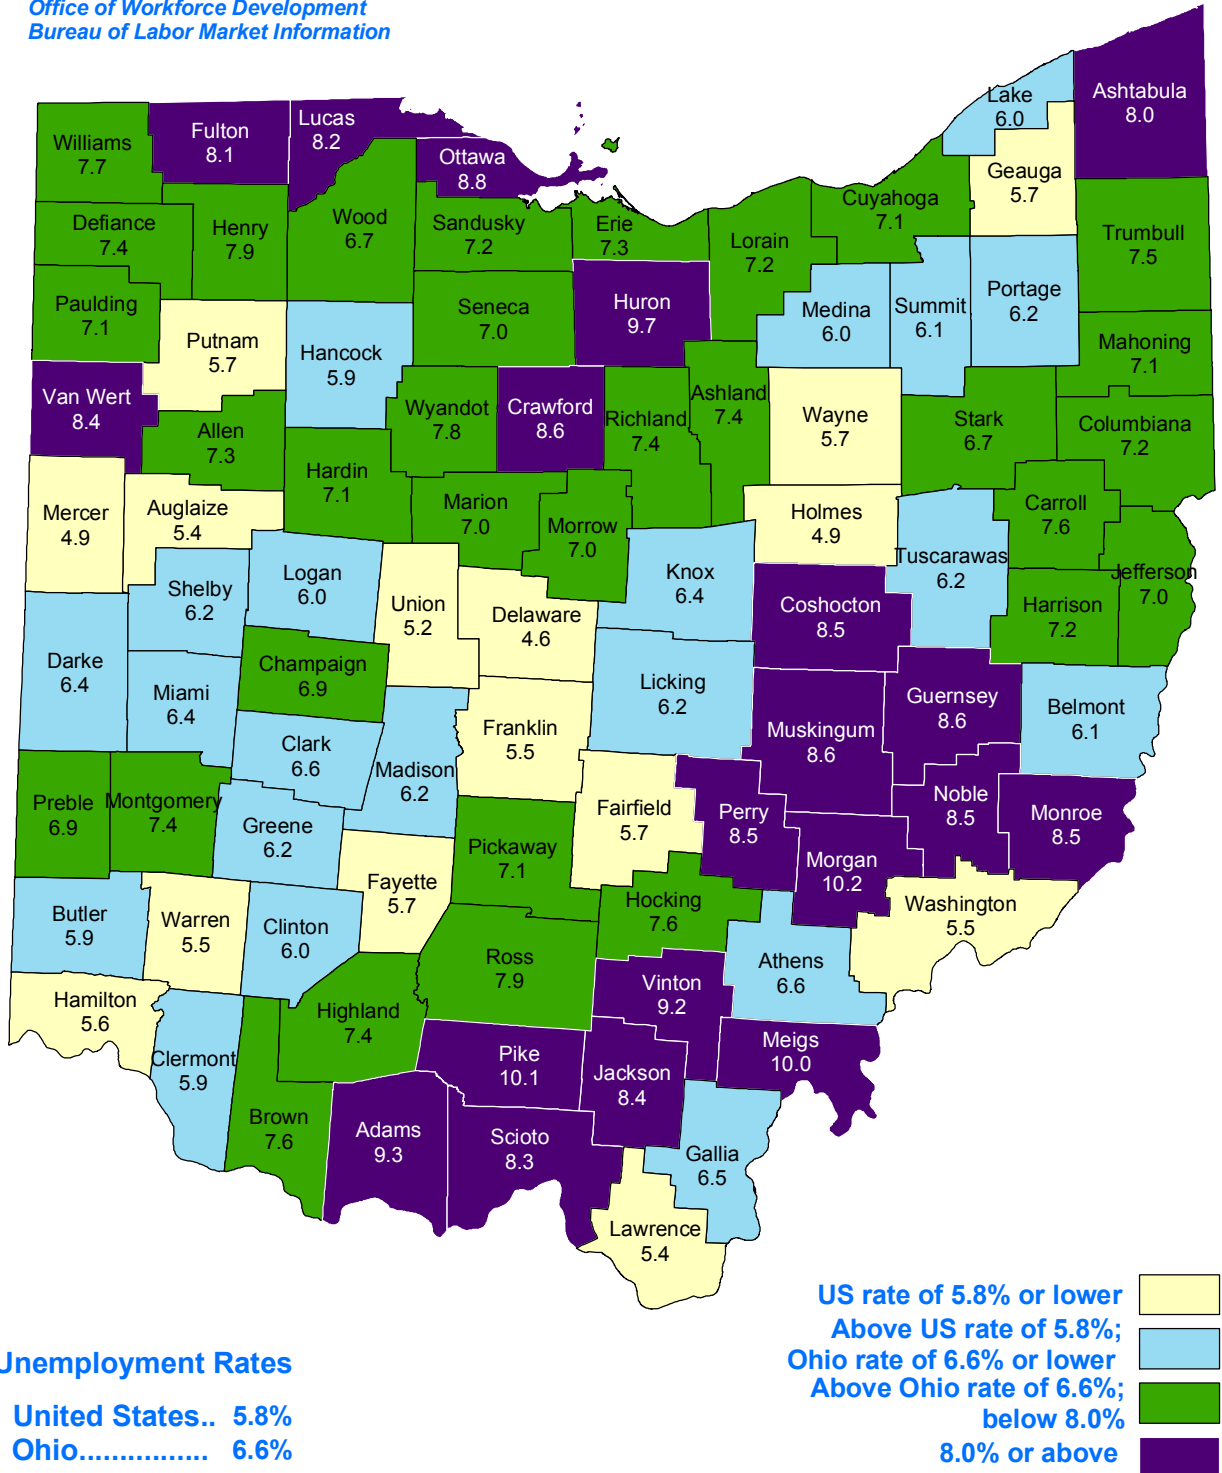 Office of Workforce Development
Bureau of Labor Market Information
Williams
7.7
Fulton
8.1
Lucas
8.2
Ottawa
8.8
Lake
6.0
Ashtabula
8.0
Geauga
5.7
Defiance
7.4
Henry
7.9
Wood
6.7
Sandusky
7.2
Erie
7.3
Lorain
7.2
Cuyahoga
7.1
Trumbull
7.5
Paulding
7.1
Putnam
5.7
Hancock
5.9
Seneca
7.0
Huron
9.7
Medina
6.0
Summit
6.1
Portage
6.2
Mahoning
7.1
Van Wert
8.4
Allen
7.3
Wyandot
7.8
Crawford
8.6
Richland
7.4
Ashland
7.4
Wayne
5.7
Stark
6.7
Columbiana
7.2
Mercer
4.9
Auglaize
5.4
Hardin
7.1
Marion
7.0
Morrow
7.0
Holmes
4.9
Carroll
7.6
Tuscarawas
6.2
Jefferson
7.0
Shelby
6.2
Logan
6.0
Union
5.2
Delaware
4.6
Knox
6.4
Coshocton
8.5
Harrison
7.2
Darke
6.4
Miami
6.4
Champaign
6.9
Licking
6.2
Guernsey
8.6
Belmont
6.1
Clark
6.6
Madison
6.2
Franklin
5.5
Muskingum
8.6
Preble
6.9
Montgomery
7.4
Greene
6.2
Fairfield
5.7
Perry
8.5
Noble
8.5
Monroe
8.5
Pickaway
7.1
Morgan
10.2
Fayette
5.7
Hocking
7.6
Washington
5.5
Butler
5.9
Warren
5.5
Clinton
6.0
Ross
7.9
Athens
6.6
Vinton
9.2
Hamilton
5.6
Highland
7.4
Clermont
5.9
Pike
10.1
Jackson
8.4
Meigs
10.0
Brown
7.6
Adams
9.3
Scioto
8.3
Gallia
6.5
Lawrence
5.4
US rate of 5.8% or lower
Above US rate of 5.8%;
Ohio rate of 6.6% or lower
Above Ohio rate of 6.6%;
below 8.0%
8.0% or above
Unemployment Rates
United States.. 5.8%
Ohio................ 6.6%